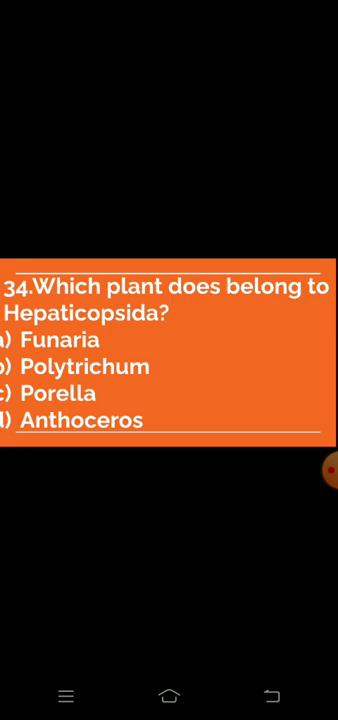 34.Which plant does belong to
Hepaticopsida?
a) Funaria
b) Polytrichum
c) Porella
d) Anthoceros